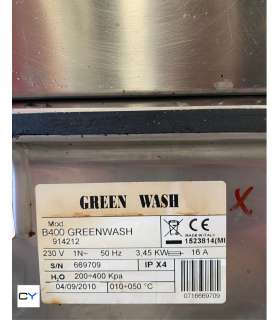 GREEN WASH
Mod.
B400 GREENWASH
914212
MADE IN ITALY
1523814(MI
230 V 1N~ 50 Hz 3,45 KW 16 A
S/N 669709 IP X4
H₂O 200÷400 Kpa
04/09/2010 010÷050 °C
0716669709
X
CY